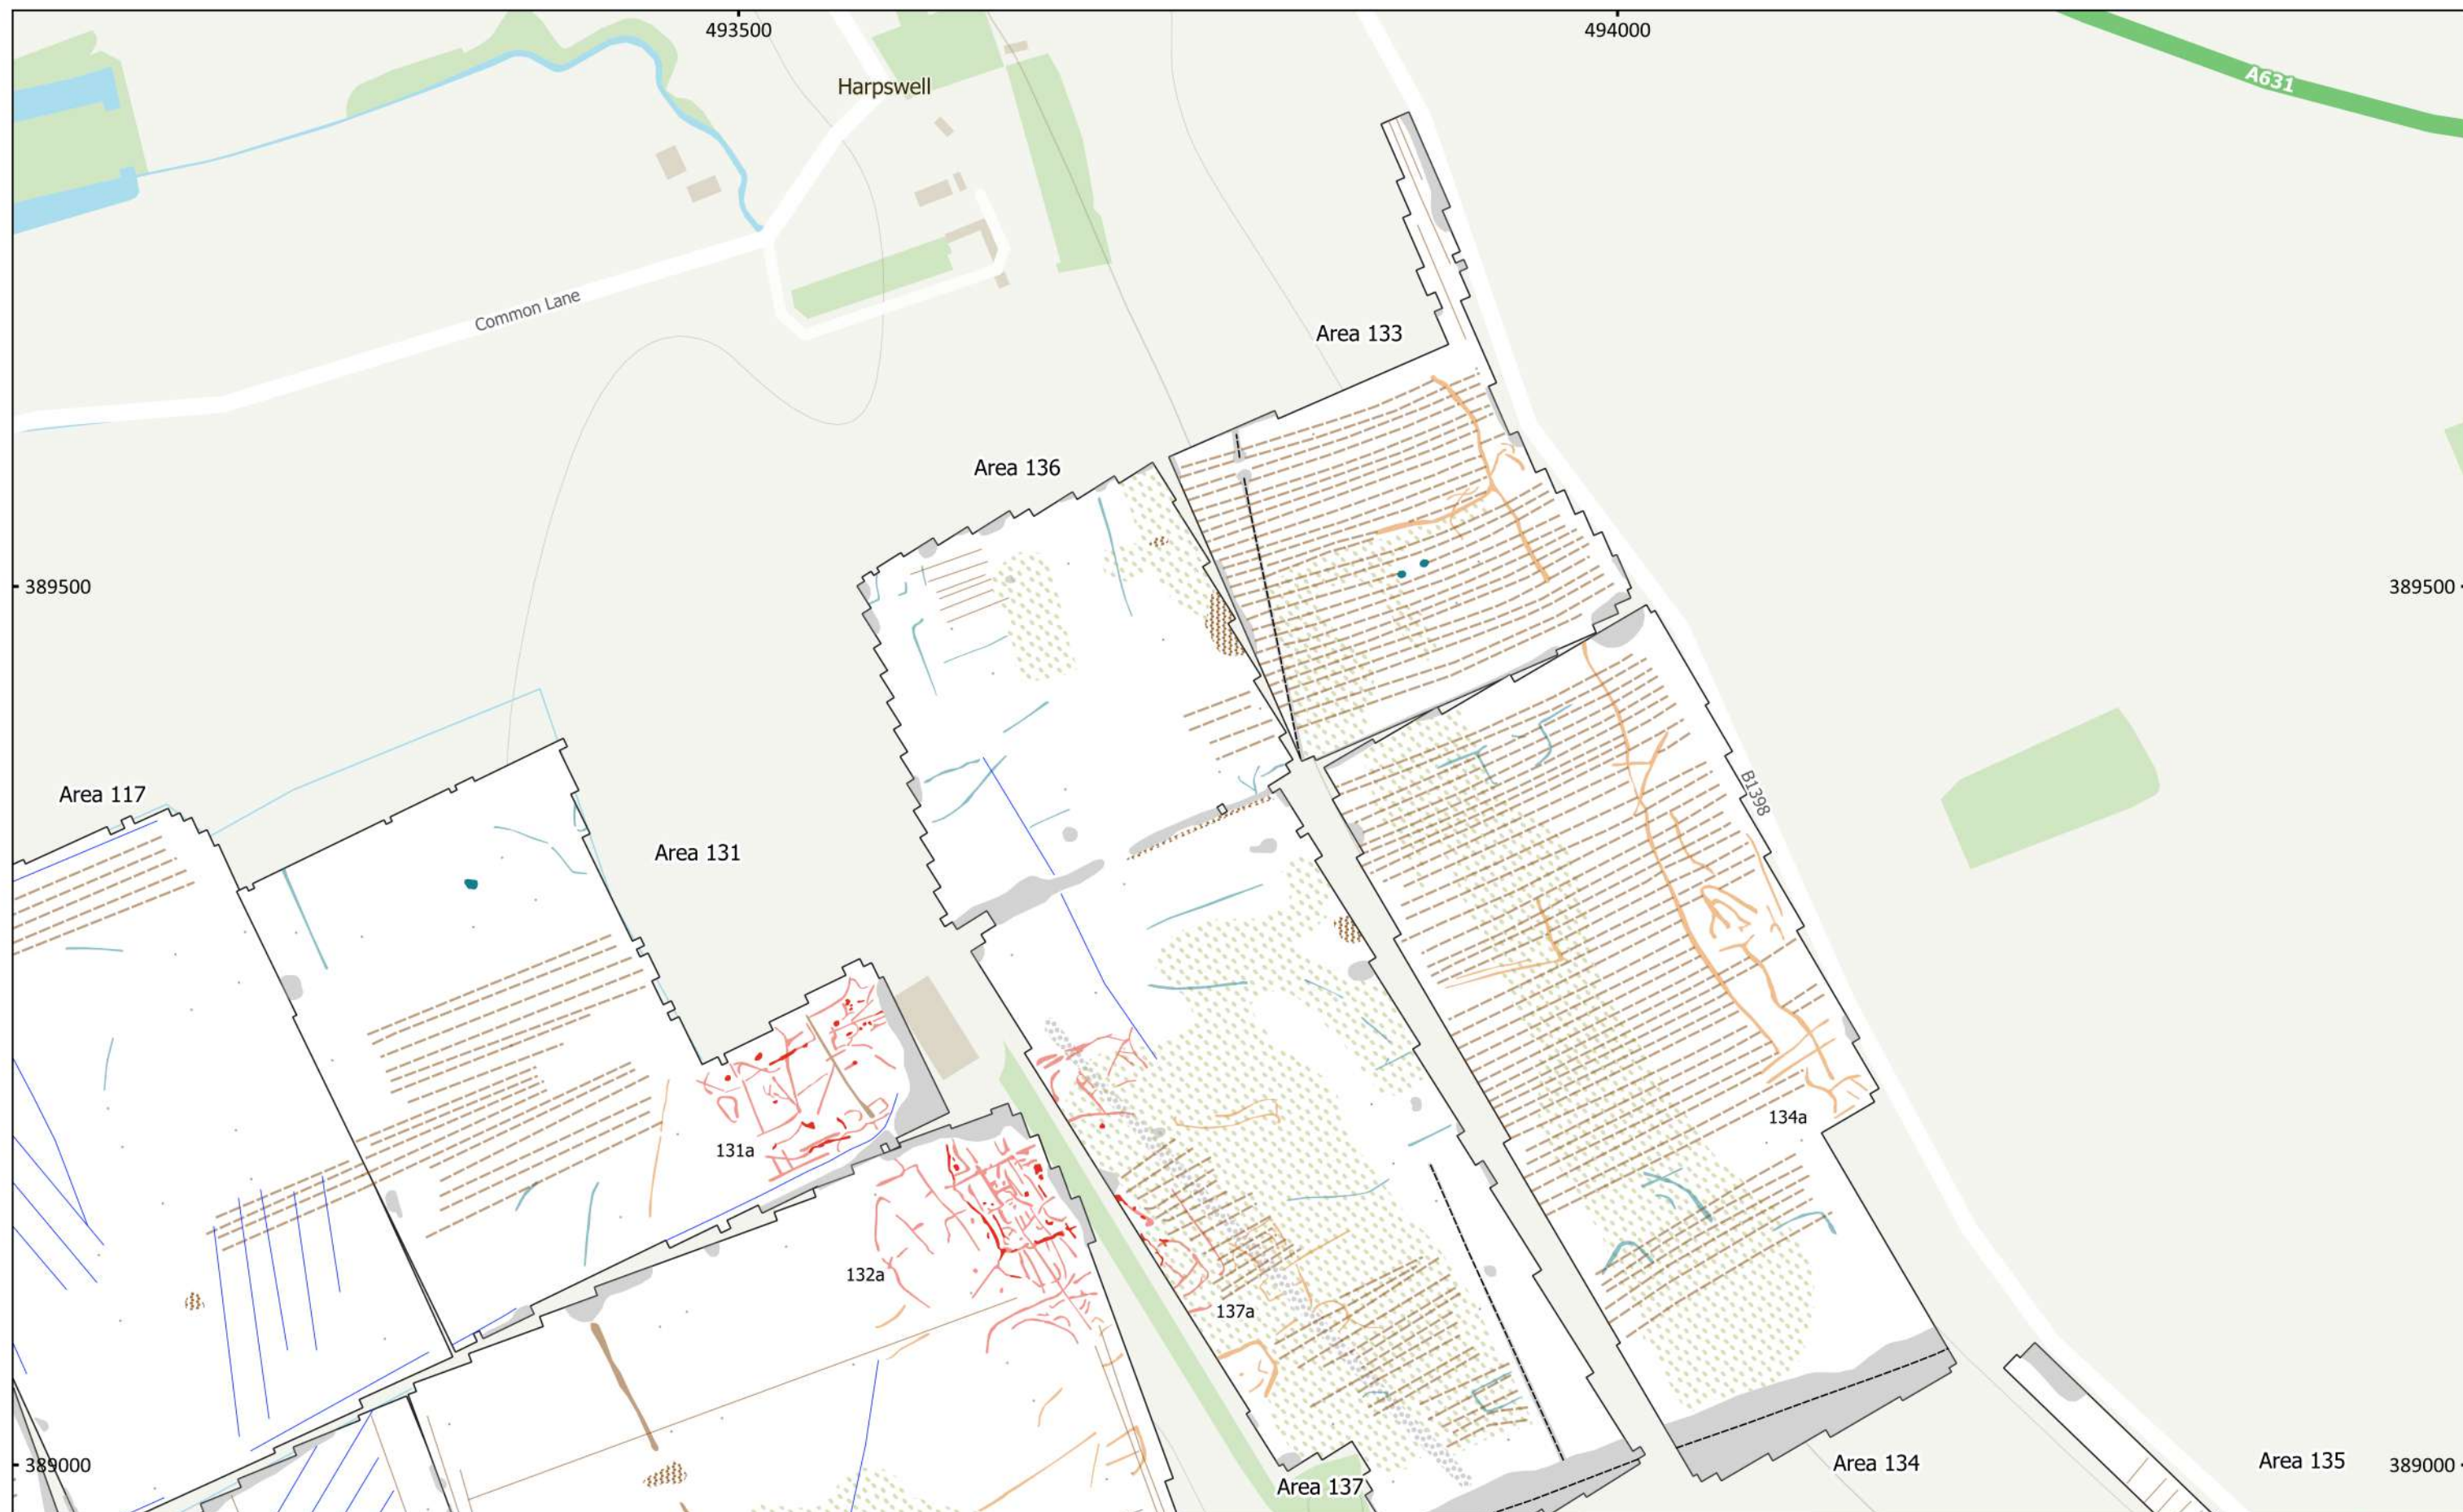 493500
494000
A631
Harpswell
Common Lane
Area 133
Area 136
389500
389500
Area 117
B1398
Area 131
134a
131a
132a
137a
389000
Area 137
Area 134
Area 135
389000